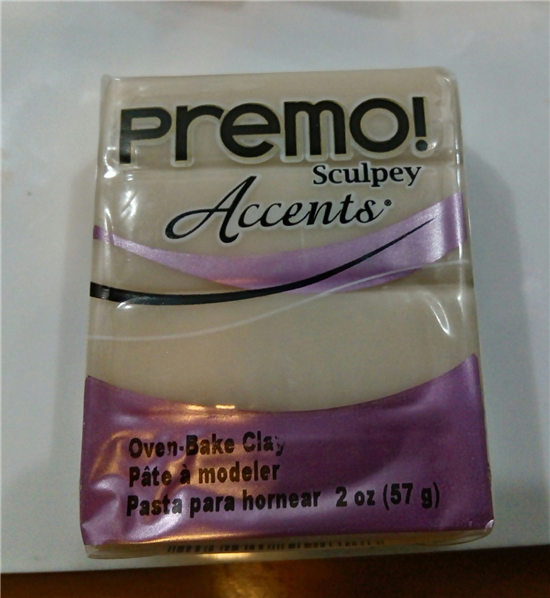 Premo!
Sculpey
Accents®
Oven-Bake Clay
Pâte à modeler
Pasta para hornear 2 oz (57 g)